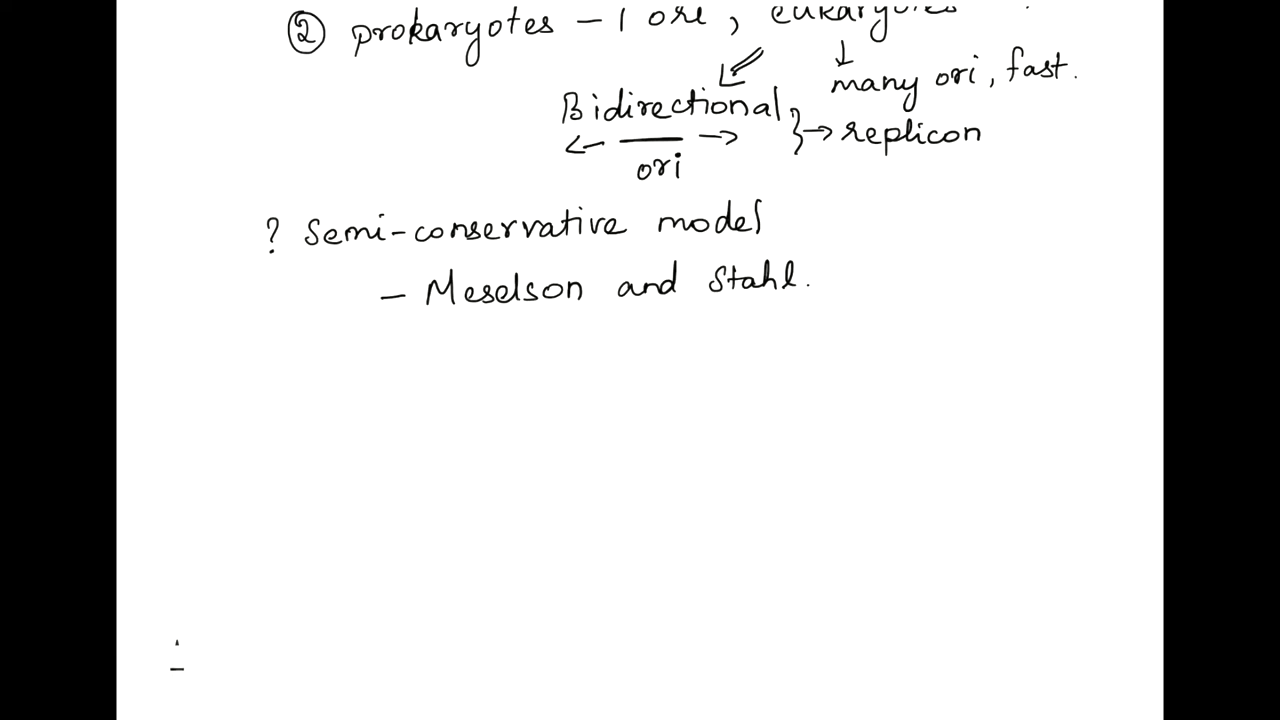 ② prokaryotes – 1 ori, eukaryotes
↓
many ori, fast.
Bidirectional
} → replicon
← — →
ori
? Semi-conservative model
– Meselson and Stahl.